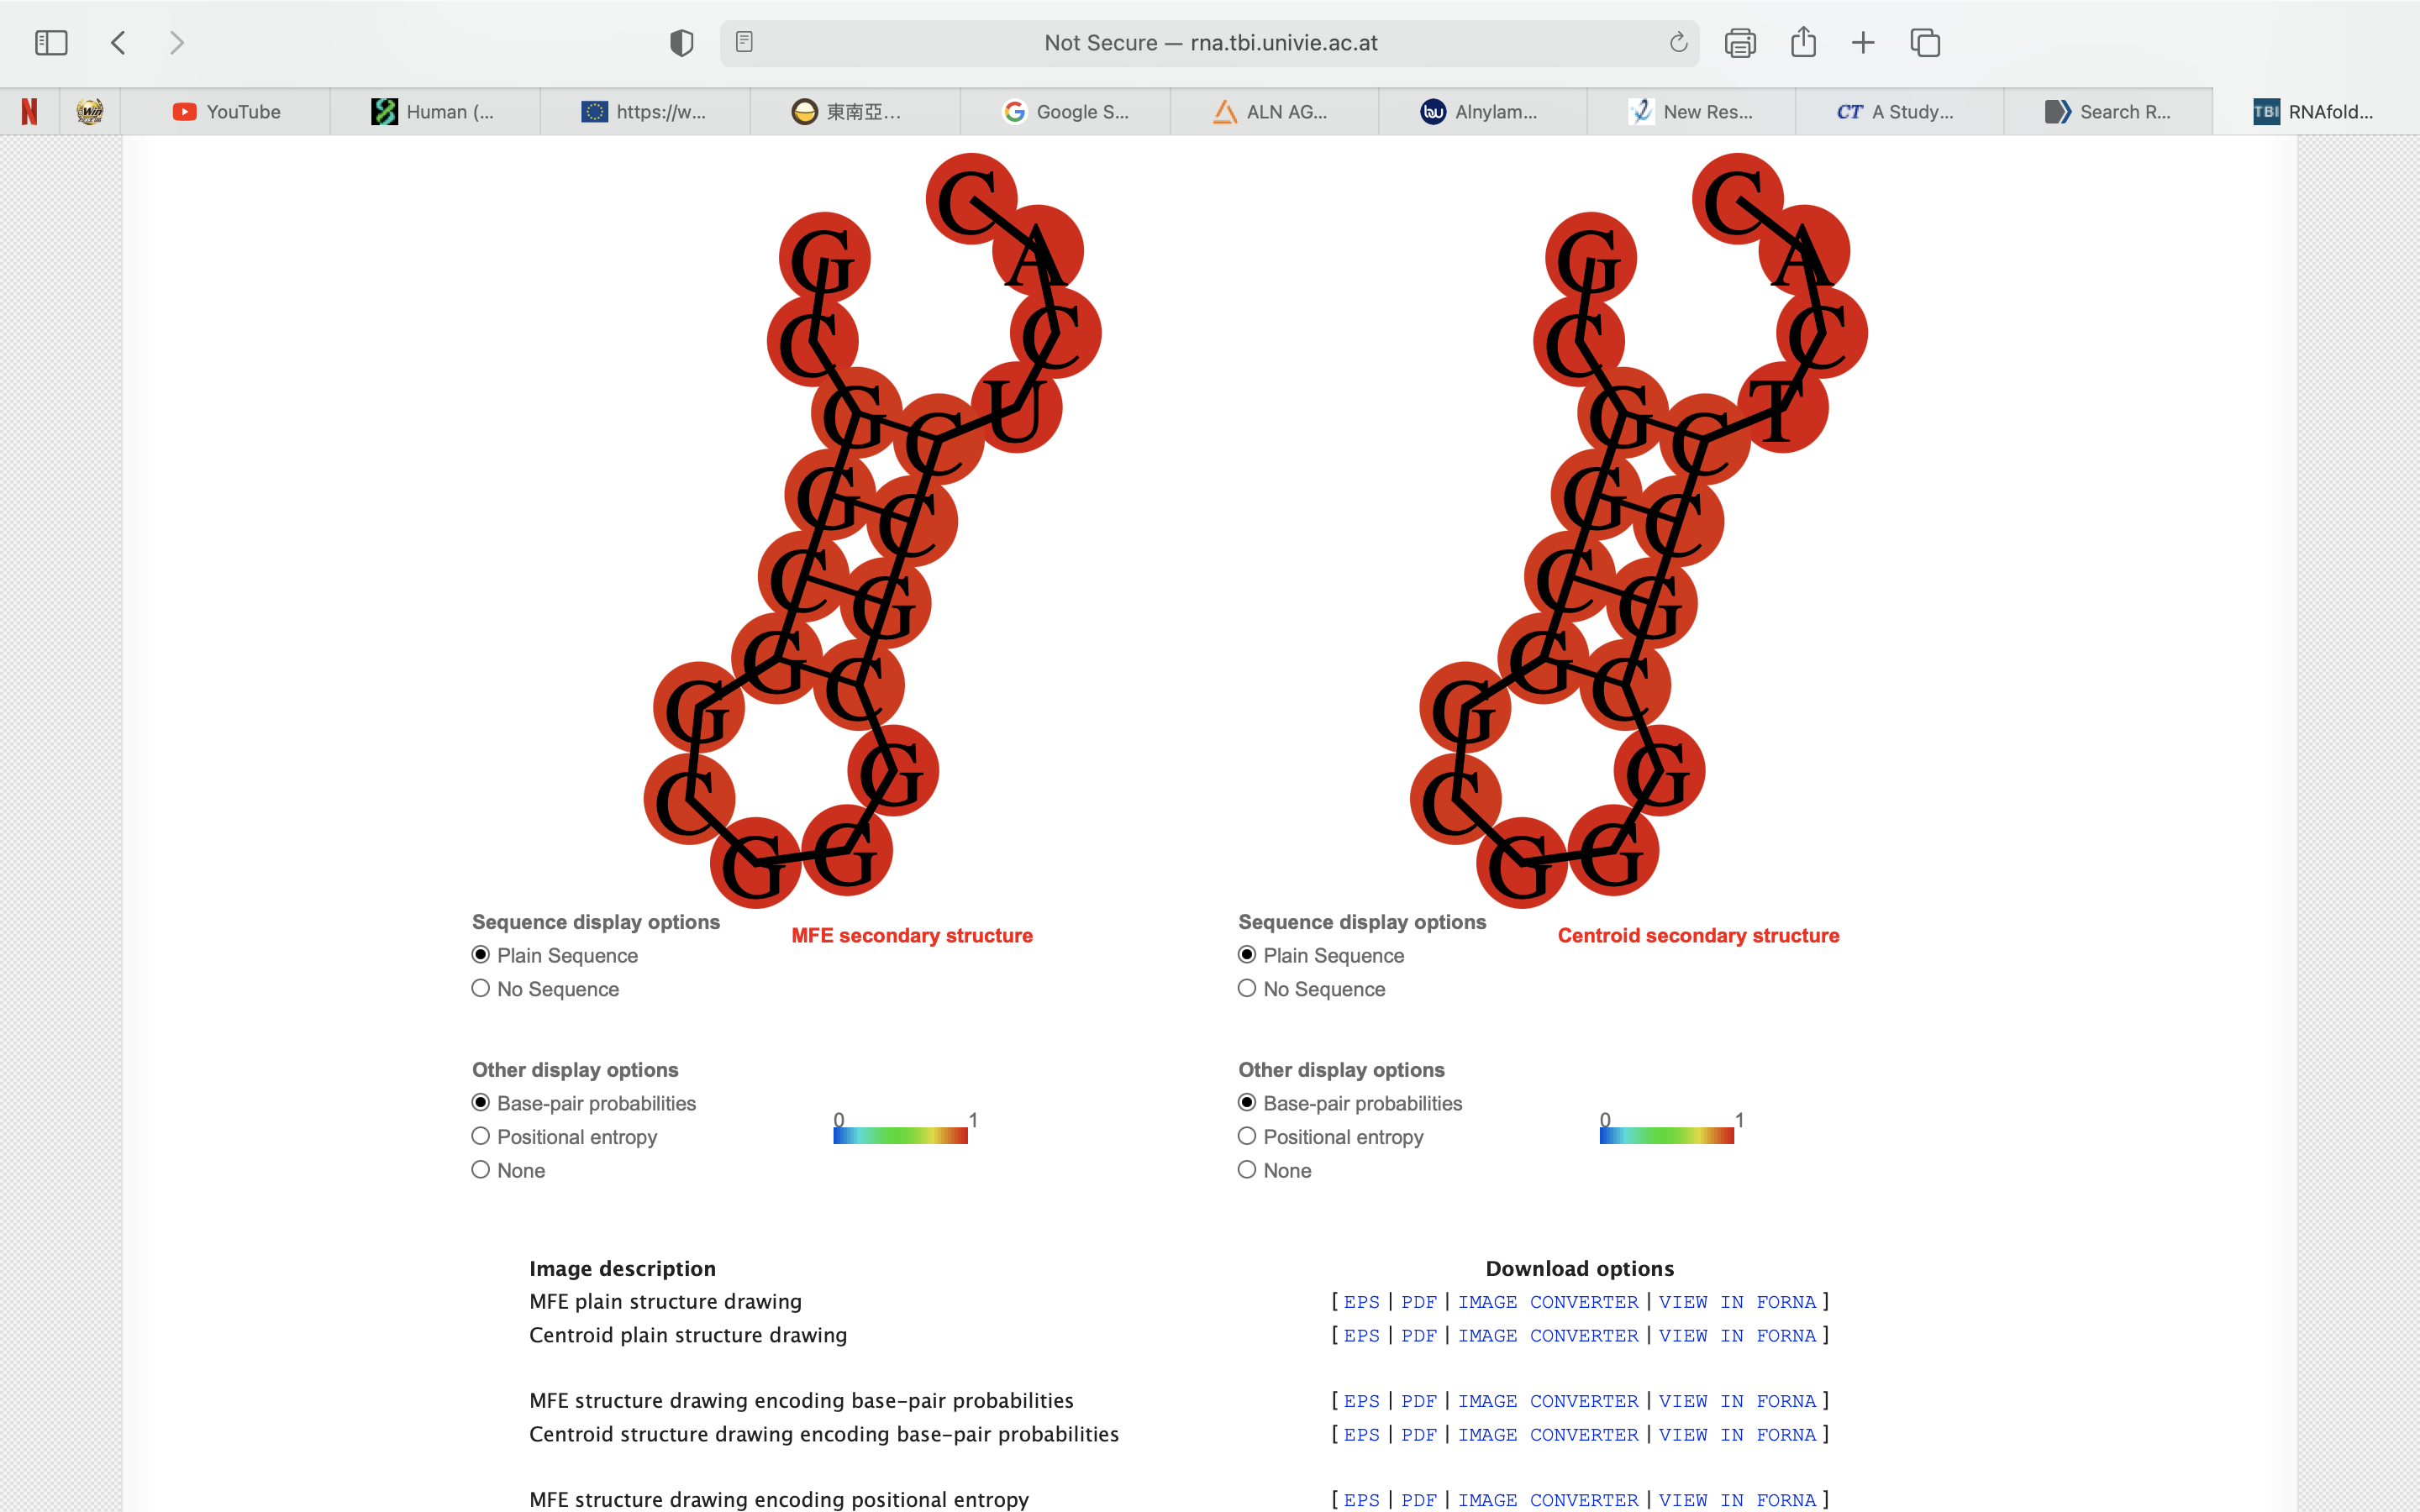 Not Secure — rna.tbi.univie.ac.at
N Win YouTube Human (... https://w... 東南亞... Google S... ALN AG... Alnylam... New Res... CT A Study... Search R... TBI RNAfold...
C C
G A G A
C C C C
G C U G C T
G C G C
C G C G
G C G C
G G G G
C C
G G G G
Sequence display options MFE secondary structure Sequence display options Centroid secondary structure
Plain Sequence Plain Sequence
No Sequence No Sequence
Other display options Other display options
Base-pair probabilities 0 1 Base-pair probabilities 0 1
Positional entropy Positional entropy
None None
Image description Download options
MFE plain structure drawing [ EPS | PDF | IMAGE CONVERTER | VIEW IN FORNA ]
Centroid plain structure drawing [ EPS | PDF | IMAGE CONVERTER | VIEW IN FORNA ]
MFE structure drawing encoding base-pair probabilities [ EPS | PDF | IMAGE CONVERTER | VIEW IN FORNA ]
Centroid structure drawing encoding base-pair probabilities [ EPS | PDF | IMAGE CONVERTER | VIEW IN FORNA ]
MFE structure drawing encoding positional entropy [ EPS | PDF | IMAGE CONVERTER | VIEW IN FORNA ]